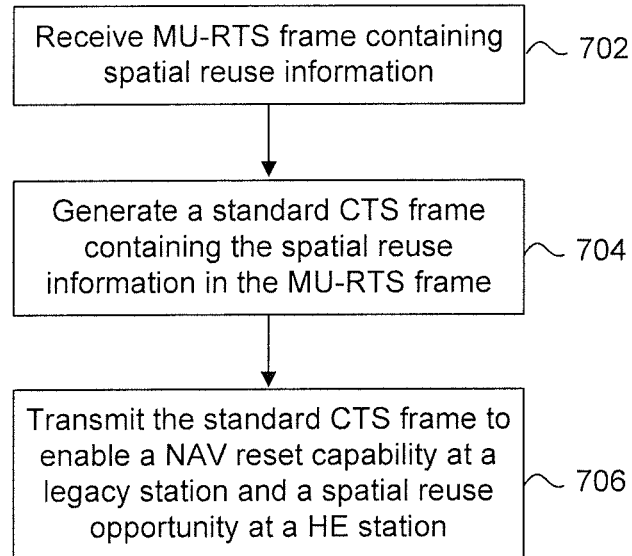 Receive MU-RTS frame containing
spatial reuse information
702
Generate a standard CTS frame
containing the spatial reuse
information in the MU-RTS frame
704
Transmit the standard CTS frame to
enable a NAV reset capability at a
legacy station and a spatial reuse
opportunity at a HE station
706